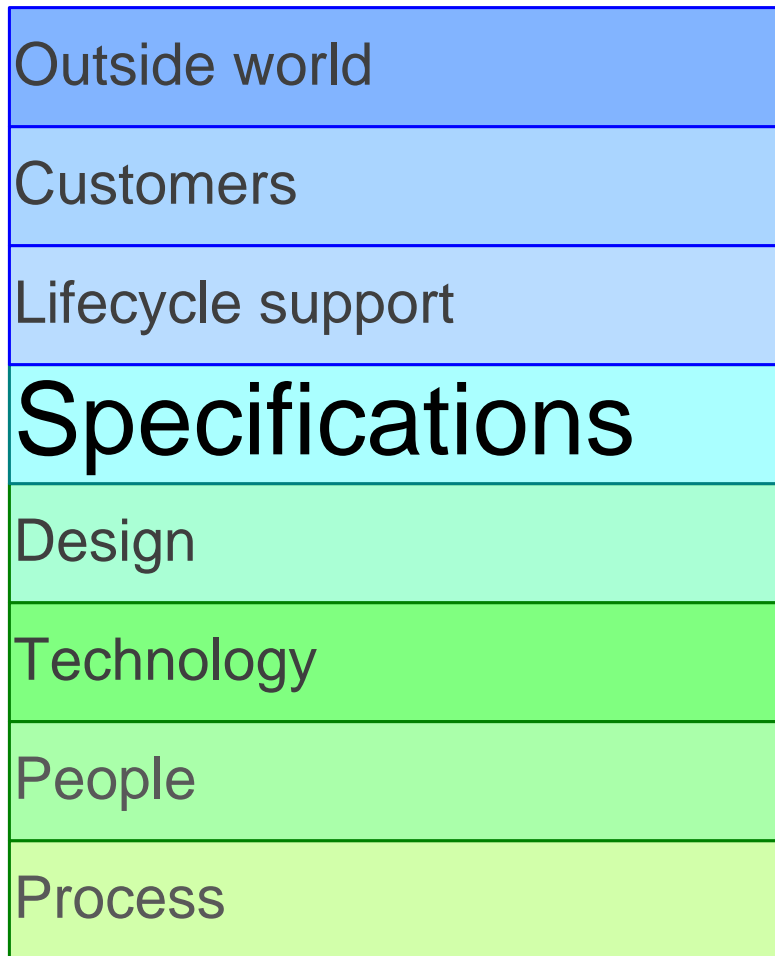 Outside world
Customers
Lifecycle support
Specifications
Design
Technology
People
Process